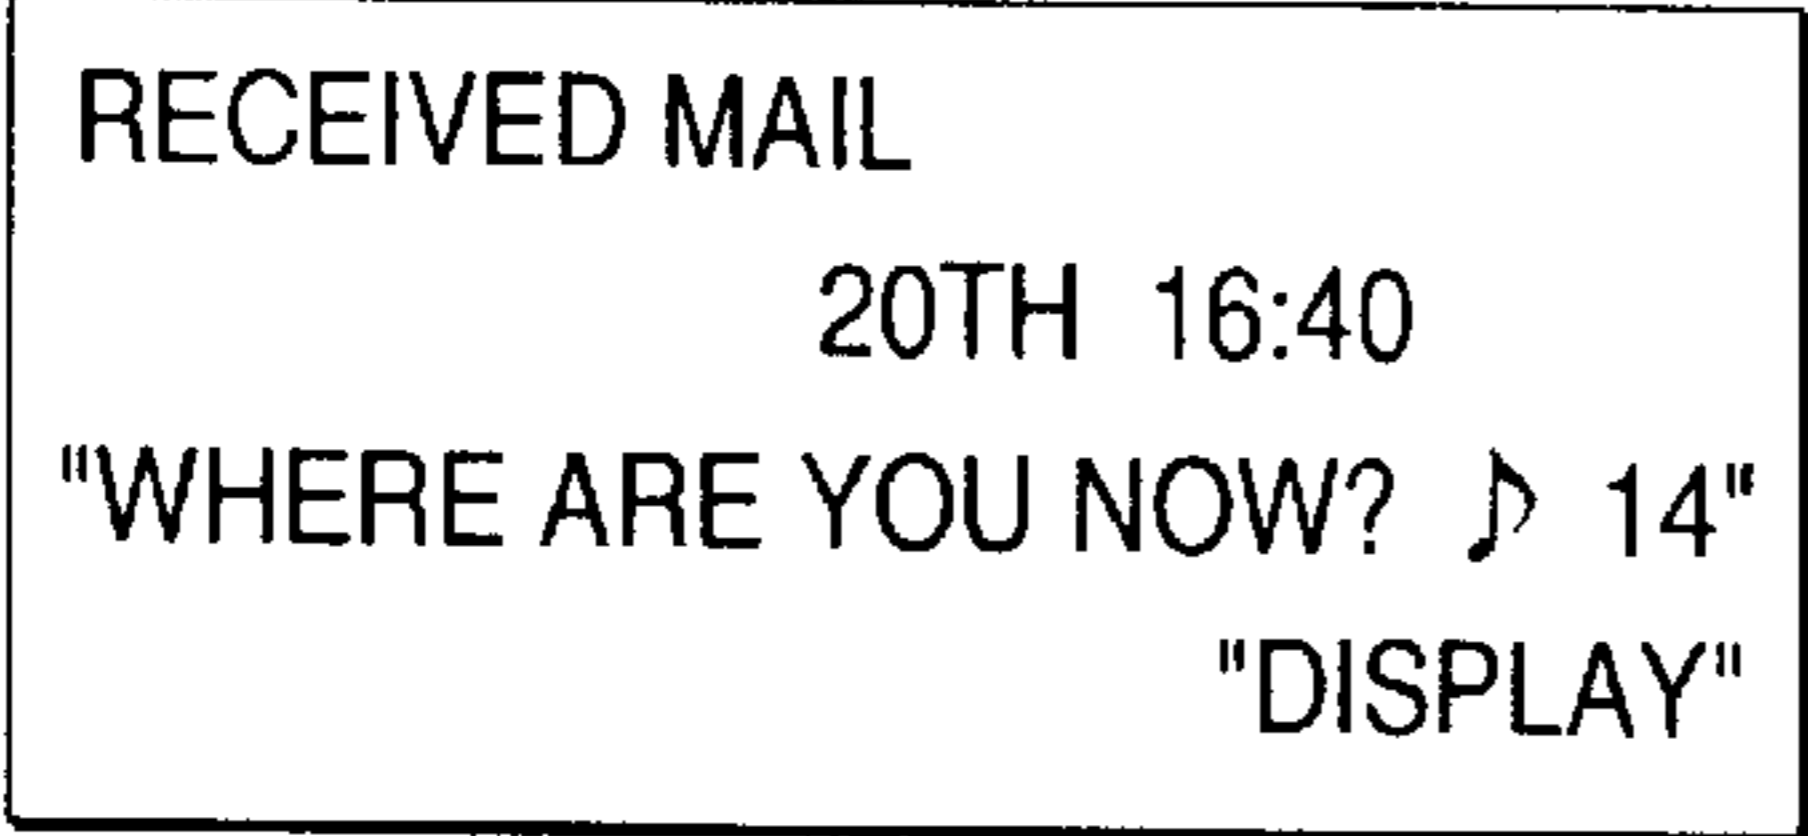 RECEIVED MAIL
20TH 16:40
"WHERE ARE YOU NOW? ♪ 14"
"DISPLAY"